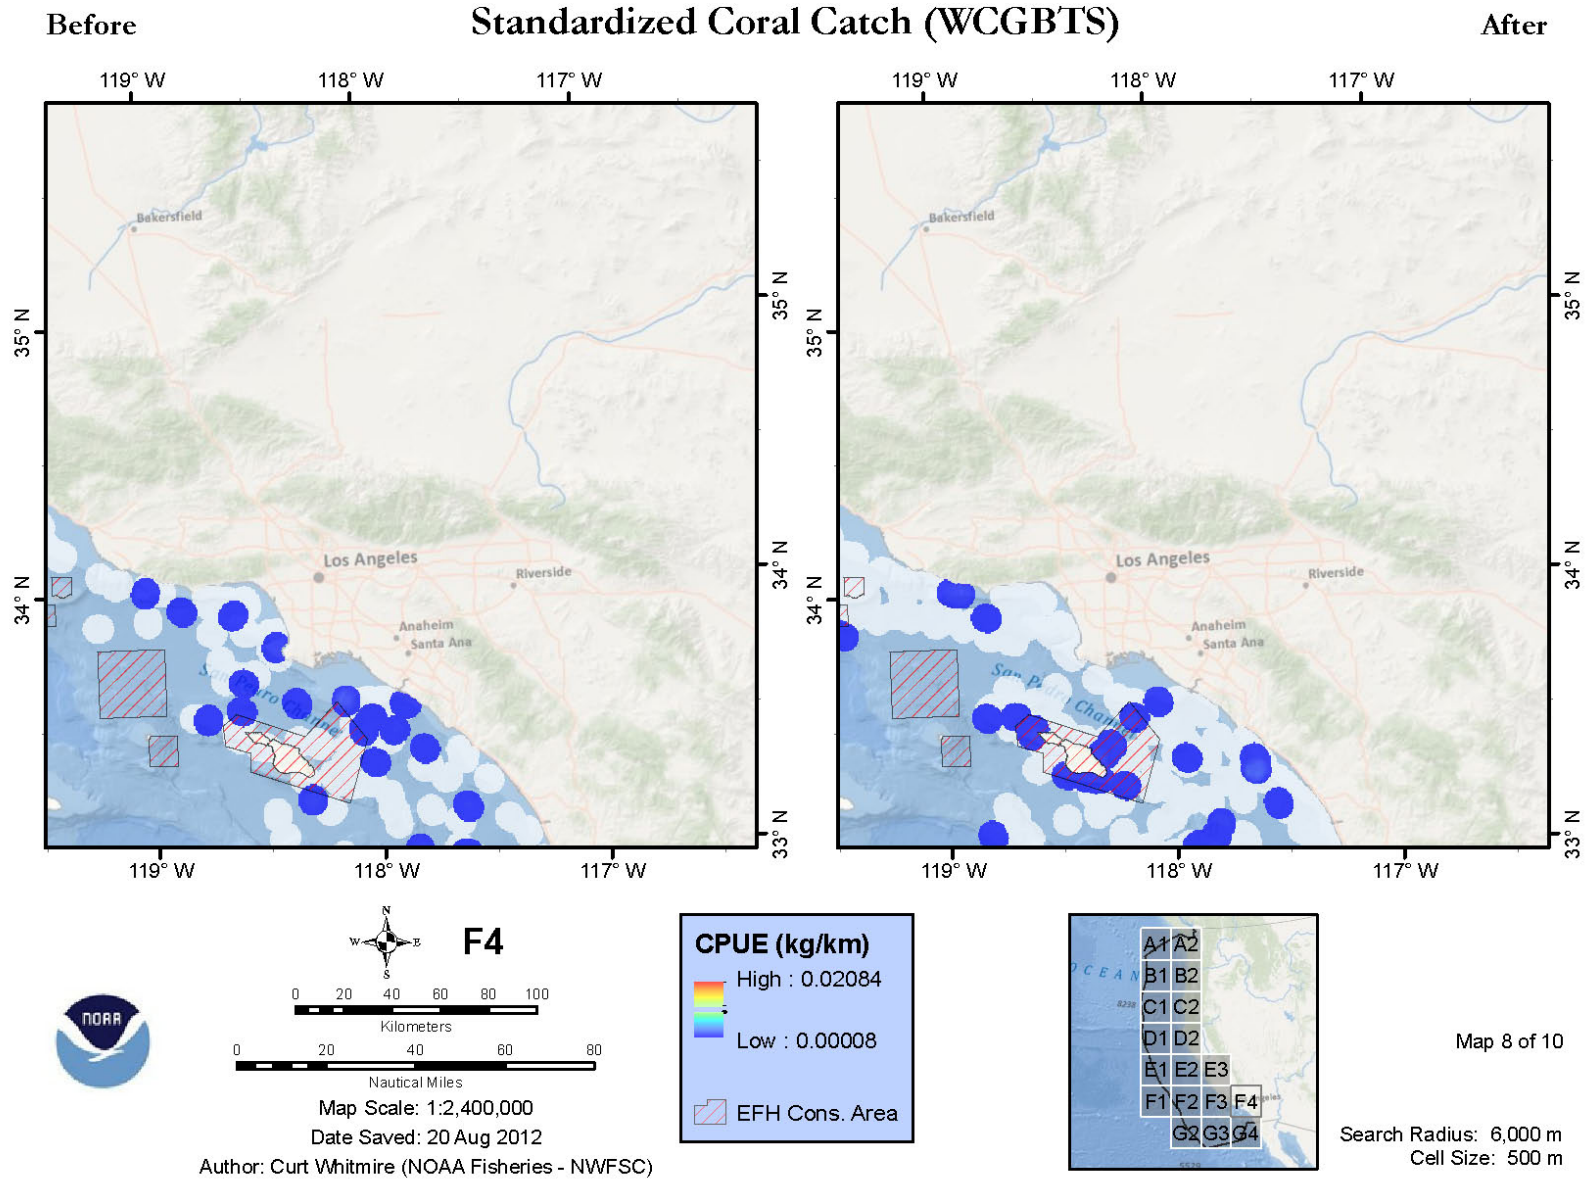 Before
Standardized Coral Catch (WCGBTS)
After
119° W
118° W
117° W
119° W
118° W
117° W
Bakersfield
Bakersfield
35° N
35° N
35° N
35° N
Los Angeles
Riverside
Anaheim
Santa Ana
Los Angeles
Riverside
Anaheim
Santa Ana
34° N
34° N
34° N
34° N
San Pedro Channel
San Pedro Channel
33° N
33° N
119° W
118° W
117° W
119° W
118° W
117° W
N
W
E
S
F4
0 20 40 60 80 100
Kilometers
0 20 40 60 80
Nautical Miles
NOAA
Map Scale: 1:2,400,000
Date Saved: 20 Aug 2012
Author: Curt Whitmire (NOAA Fisheries - NWFSC)
CPUE (kg/km)
High : 0.02084
Low : 0.00008
EFH Cons. Area
OCEAN
A1 A2
B1 B2
C1 C2
D1 D2
E1 E2 E3
F1 F2 F3 F4
G2 G3 G4
Map 8 of 10
Search Radius: 6,000 m
Cell Size: 500 m